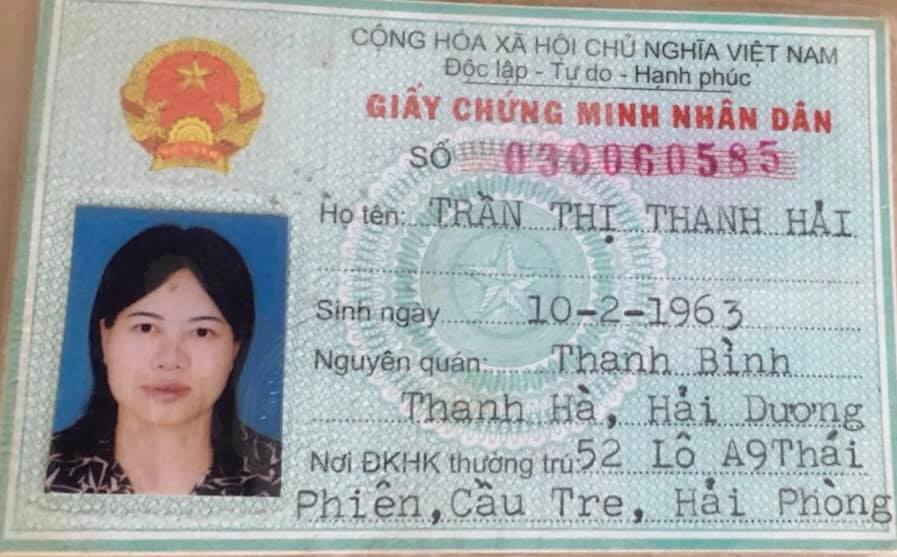 CỘNG HÒA XÃ HỘI CHỦ NGHĨA VIỆT NAM
Độc lập - Tự do - Hạnh phúc
GIẤY CHỨNG MINH NHÂN DÂN
SỐ 030060585
Họ tên: TRẦN THỊ THANH HẢI
Sinh ngày 10-2-1963
Nguyên quán: Thanh Bình
Thanh Hà, Hải Dương
Nơi ĐKHK thường trú: 52 Lô A9Thái
Phiên, Cầu Tre, Hải Phòng